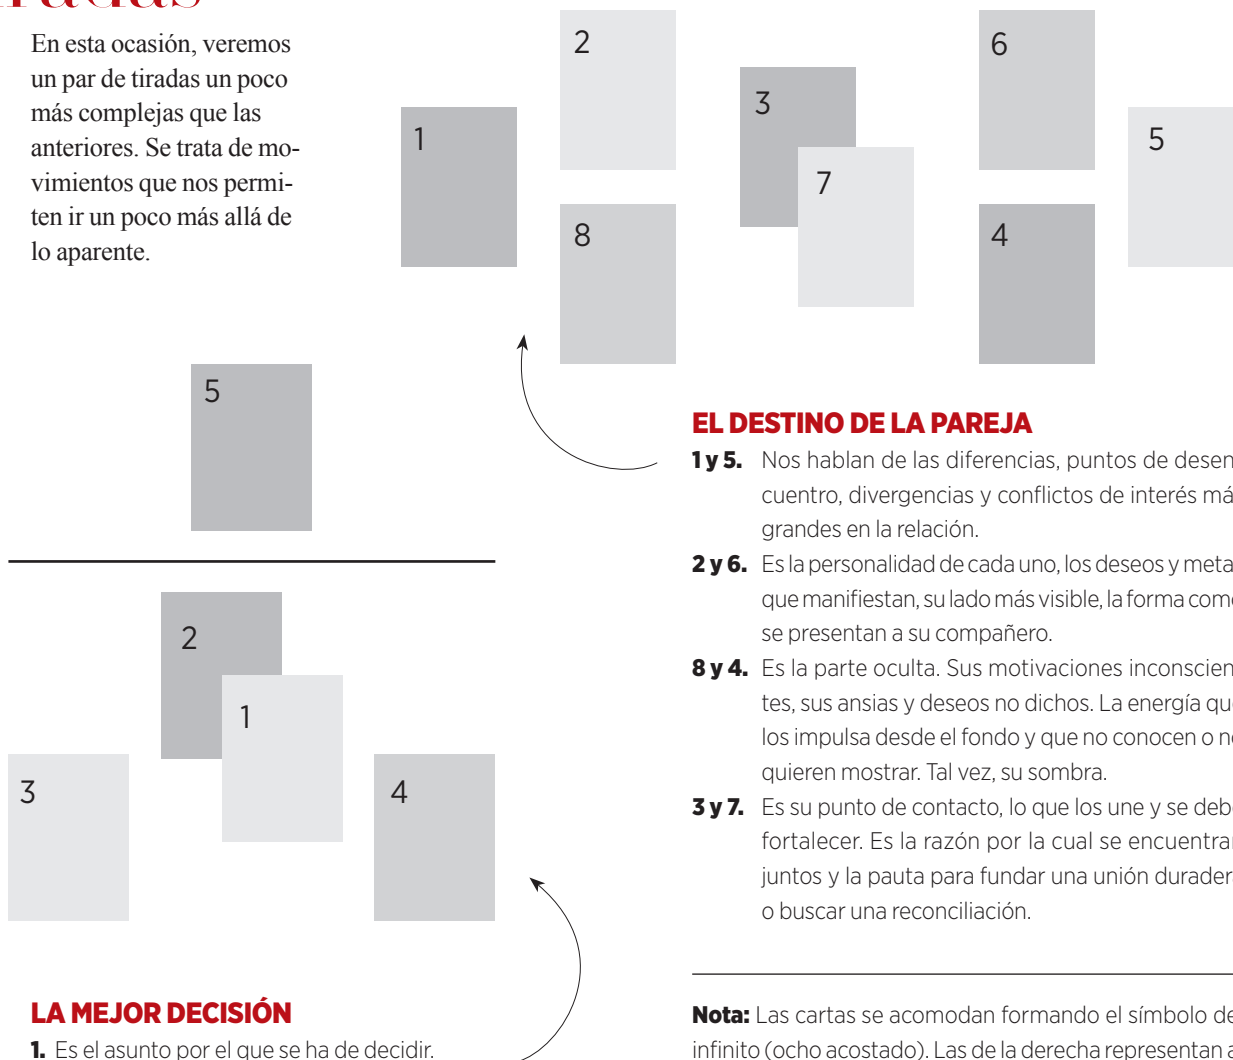 En esta ocasión, veremos
un par de tiradas un poco
más complejas que las
anteriores. Se trata de mo-
vimientos que nos permi-
ten ir un poco más allá de
lo aparente.
1
2
3
7
8
6
5
4
5
2
1
3
4
EL DESTINO DE LA PAREJA
1 y 5. Nos hablan de las diferencias, puntos de desen
cuentro, divergencias y conflictos de interés má
grandes en la relación.
2 y 6. Es la personalidad de cada uno, los deseos y meta
que manifiestan, su lado más visible, la forma como
se presentan a su compañero.
8 y 4. Es la parte oculta. Sus motivaciones inconscien
tes, sus ansias y deseos no dichos. La energía que
los impulsa desde el fondo y que no conocen o no
quieren mostrar. Tal vez, su sombra.
3 y 7. Es su punto de contacto, lo que los une y se debe
fortalecer. Es la razón por la cual se encuentran
juntos y la pauta para fundar una unión duradera
o buscar una reconciliación.
LA MEJOR DECISIÓN
1. Es el asunto por el que se ha de decidir.
Nota: Las cartas se acomodan formando el símbolo de
infinito (ocho acostado). Las de la derecha representan a